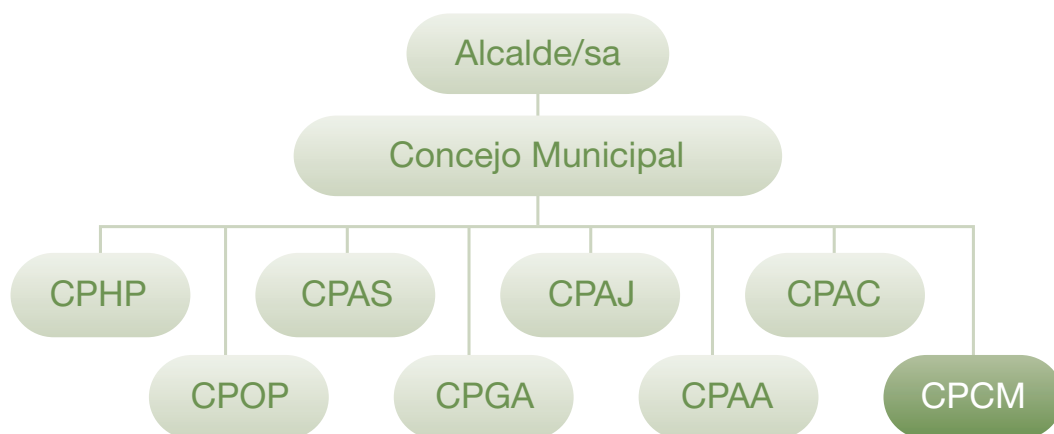 Alcalde/sa
Concejo Municipal
CPHP
CPAS
CPAJ
CPAC
CPOP
CPGA
CPAA
CPCM